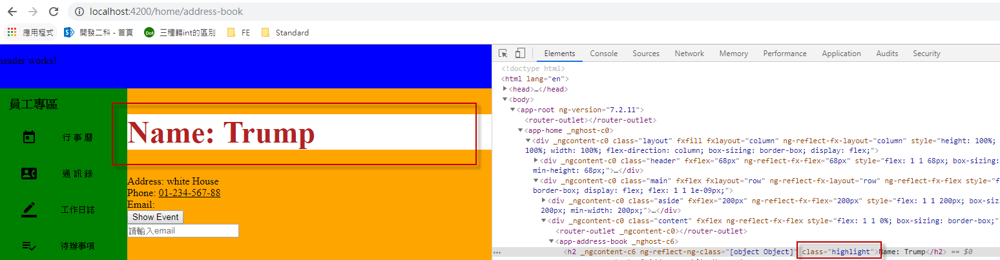 localhost:4200/home/address-book
應用程式 開發二科 - 首頁 Dot 三種轉int的區別 FE Standard
header works!
員工專區
行 事 曆
通 訊 錄
工作日誌
待辦事項
Name: Trump
Address: white House
Phone: 01-234-567-88
Email:
Show Event
請輸入email
Elements Console Sources Network Memory Performance Application Audits Security
<!doctype html>
<html lang="en">
<head>…</head>
<body>
<app-root ng-version="7.2.11">
<router-outlet></router-outlet>
<app-home _nghost-c0>
<div _ngcontent-c0 class="layout" fxfill fxlayout="column" ng-reflect-fx-layout="column" style="height: 100%;
100%; width: 100%; flex-direction: column; box-sizing: border-box; display: flex;">
<div _ngcontent-c0 class="header" fxflex="68px" ng-reflect-fx-flex="68px" style="flex: 1 1 68px; box-sizing:
min-height: 68px;">…</div>
<div _ngcontent-c0 class="main" fxflex fxlayout="row" ng-reflect-fx-layout="row" ng-reflect-fx-flex style="f
border-box; display: flex; flex: 1 1 1e-09px;">
<div _ngcontent-c0 class="aside" fxflex="200px" ng-reflect-fx-flex="200px" style="flex: 1 1 200px; box-siz
200px; min-width: 200px;">…</div>
<div _ngcontent-c0 class="content" fxflex ng-reflect-fx-flex style="flex: 1 1 0%; box-sizing: border-box;"
<router-outlet _ngcontent-c0></router-outlet>
<app-address-book _nghost-c6>
… <h2 _ngcontent-c6 ng-reflect-ng-class="[object Object]" class="highlight">Name: Trump</h2> == $0